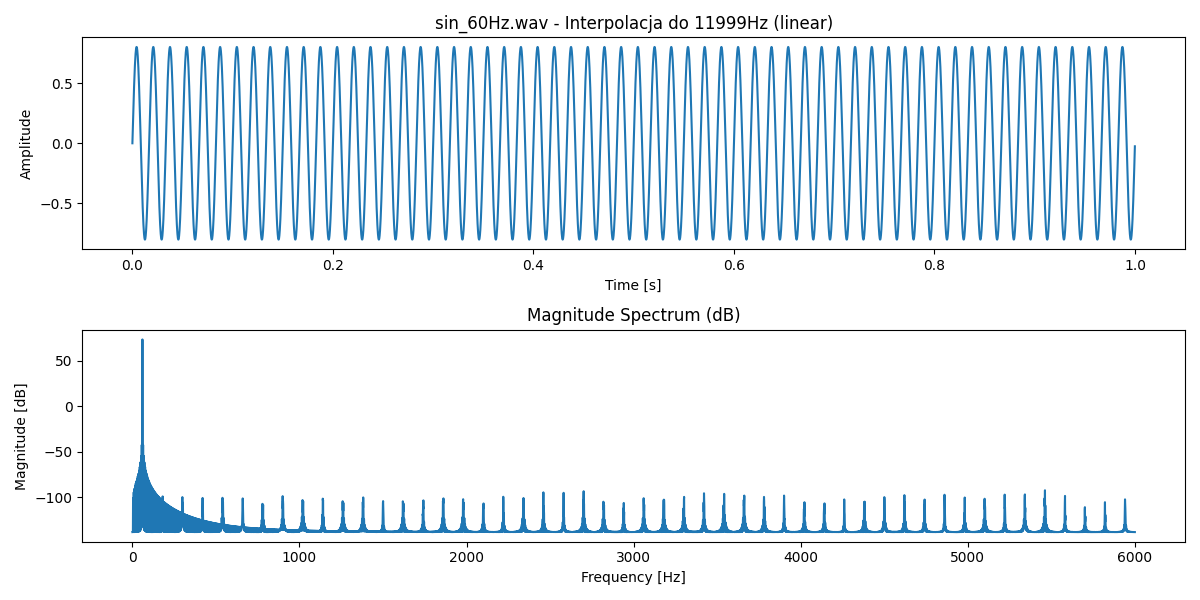 sin_60Hz.wav - Interpolacja do 11999Hz (linear)
Amplitude
0.5
0.0
−0.5
0.0 0.2 0.4 0.6 0.8 1.0
Time [s]
Magnitude Spectrum (dB)
Magnitude [dB]
50
0
−50
−100
0 1000 2000 3000 4000 5000 6000
Frequency [Hz]